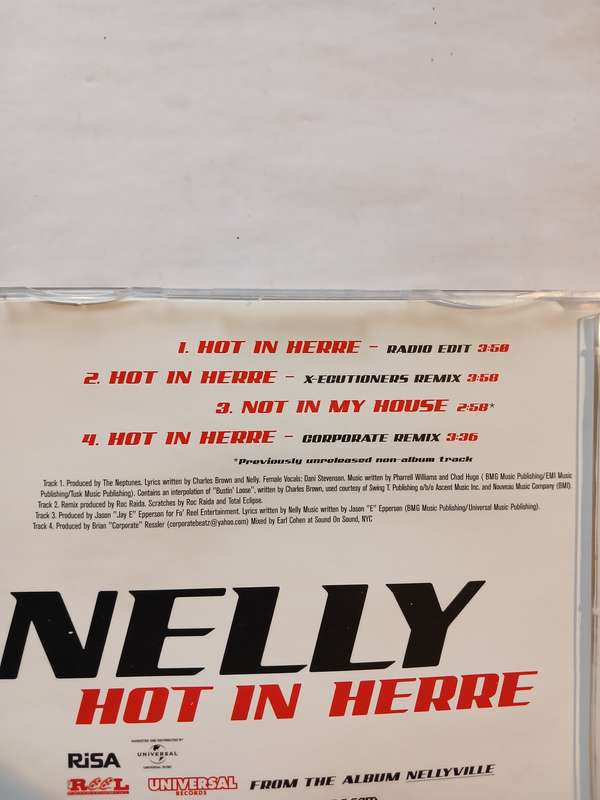 1. HOT IN HERRE – RADIO EDIT 3:50
2. HOT IN HERRE – X-ECUTIONERS REMIX 3:50
3. NOT IN MY HOUSE 2:58*
4. HOT IN HERRE – CORPORATE REMIX 3:36
*Previously unreleased non-album track
Track 1. Produced by The Neptunes. Lyrics written by Charles Brown and Nelly. Female Vocals: Dani Stevenson. Music written by Pharrell Williams and Chad Hugo ( BMG Music Publishing/EMI Music
Publishing/Tusk Music Publishing). Contains an interpolation of "Bustin' Loose", written by Charles Brown, used courtesy of Swing T. Publishing o/b/o Ascent Music Inc. and Nouveau Music Company (BMI).
Track 2. Remix produced by Roc Raida. Scratches by Roc Raida and Total Eclipse.
Track 3. Produced by Jason "Jay E" Epperson for Fo' Reel Entertainment. Lyrics written by Nelly Music written by Jason "E" Epperson (BMG Music Publishing/Universal Music Publishing).
Track 4. Produced by Brian "Corporate" Ressler (corporatebeatz@yahoo.com) Mixed by Earl Cohen at Sound On Sound, NYC
NELLY
HOT IN HERRE
RiSA
MARKETED AND DISTRIBUTED BY
UNIVERSAL
UNIVERSAL MUSIC
REEL
UNIVERSAL
RECORDS
FROM THE ALBUM NELLYVILLE